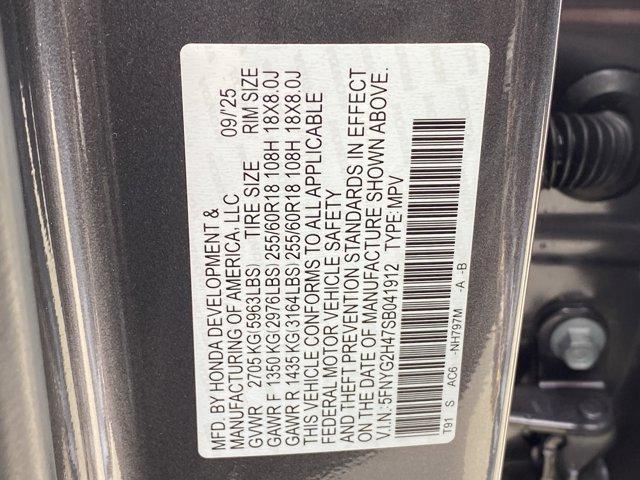 MFD. BY HONDA DEVELOPMENT &
MANUFACTURING OF AMERICA, LLC 09/'25
GVWR 2705 KG(5963LBS) TIRE SIZE RIM SIZE
GAWR F 1350 KG(2976LBS) 255/60R18 108H 18X8.0J
GAWR R 1435 KG(3164LBS) 255/60R18 108H 18X8.0J
THIS VEHICLE CONFORMS TO ALL APPLICABLE
FEDERAL MOTOR VEHICLE SAFETY
AND THEFT PREVENTION STANDARDS IN EFFECT
ON THE DATE OF MANUFACTURE SHOWN ABOVE.
V.I.N.: 5FNYG2H47SB041912 TYPE: MPV
T91 S AC6 -NH797M -A -B